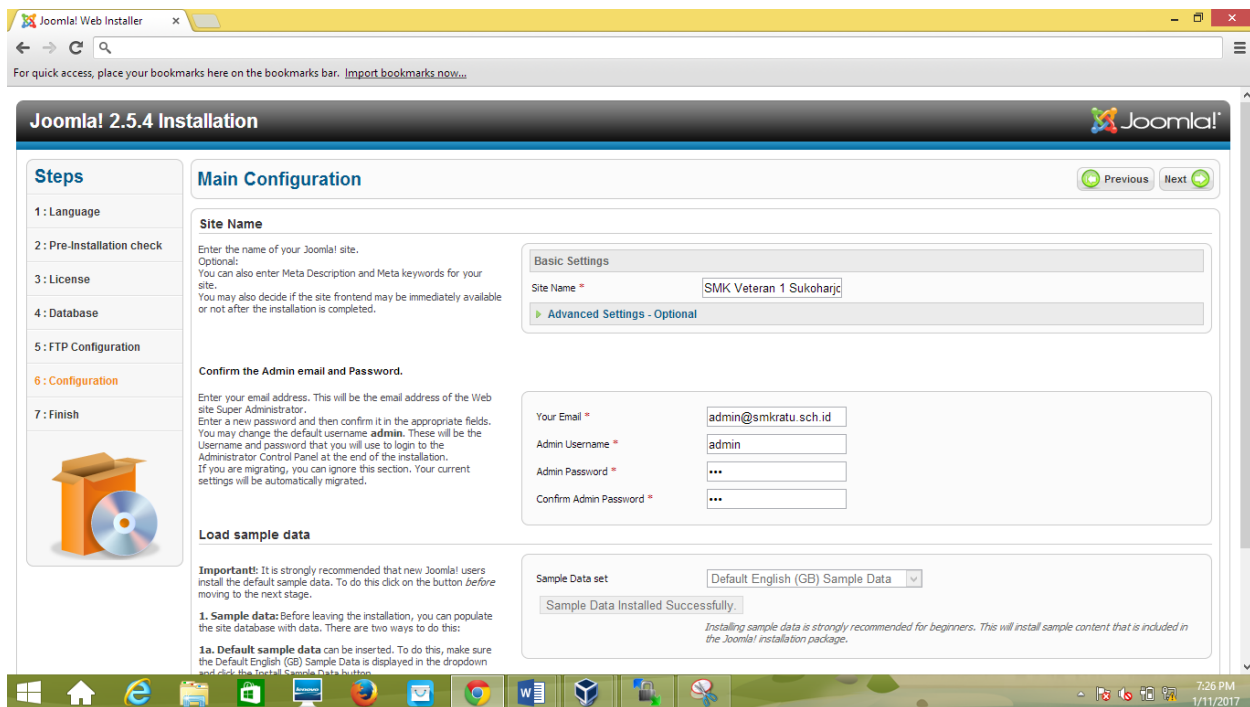 Joomla! Web Installer
For quick access, place your bookmarks here on the bookmarks bar. Import bookmarks now...
Joomla! 2.5.4 Installation
Joomla!
Steps
1 : Language
2 : Pre-Installation check
3 : License
4 : Database
5 : FTP Configuration
6 : Configuration
7 : Finish
Main Configuration
Previous
Next
Site Name
Enter the name of your Joomla! site.
Optional:
You can also enter Meta Description and Meta keywords for your
site.
You may also decide if the site frontend may be immediately available
or not after the installation is completed.
Basic Settings
Site Name * SMK Veteran 1 Sukoharjo
Advanced Settings - Optional
Confirm the Admin email and Password.
Enter your email address. This will be the email address of the Web
site Super Administrator.
Enter a new password and then confirm it in the appropriate fields.
You may change the default username admin. These will be the
Username and password that you will use to login to the
Administrator Control Panel at the end of the installation.
If you are migrating, you can ignore this section. Your current
settings will be automatically migrated.
Your Email * admin@smkratu.sch.id
Admin Username * admin
Admin Password * •••
Confirm Admin Password * •••
Load sample data
Important!: It is strongly recommended that new Joomla! users
install the default sample data. To do this click on the button before
moving to the next stage.
1. Sample data: Before leaving the installation, you can populate
the site database with data. There are two ways to do this:
1a. Default sample data can be inserted. To do this, make sure
the Default English (GB) Sample Data is displayed in the dropdown
and click the Install Sample Data button.
Sample Data set Default English (GB) Sample Data
Sample Data Installed Successfully.
Installing sample data is strongly recommended for beginners. This will install sample content that is included in
the Joomla! installation package.
lenovo
7:26 PM
1/11/2017